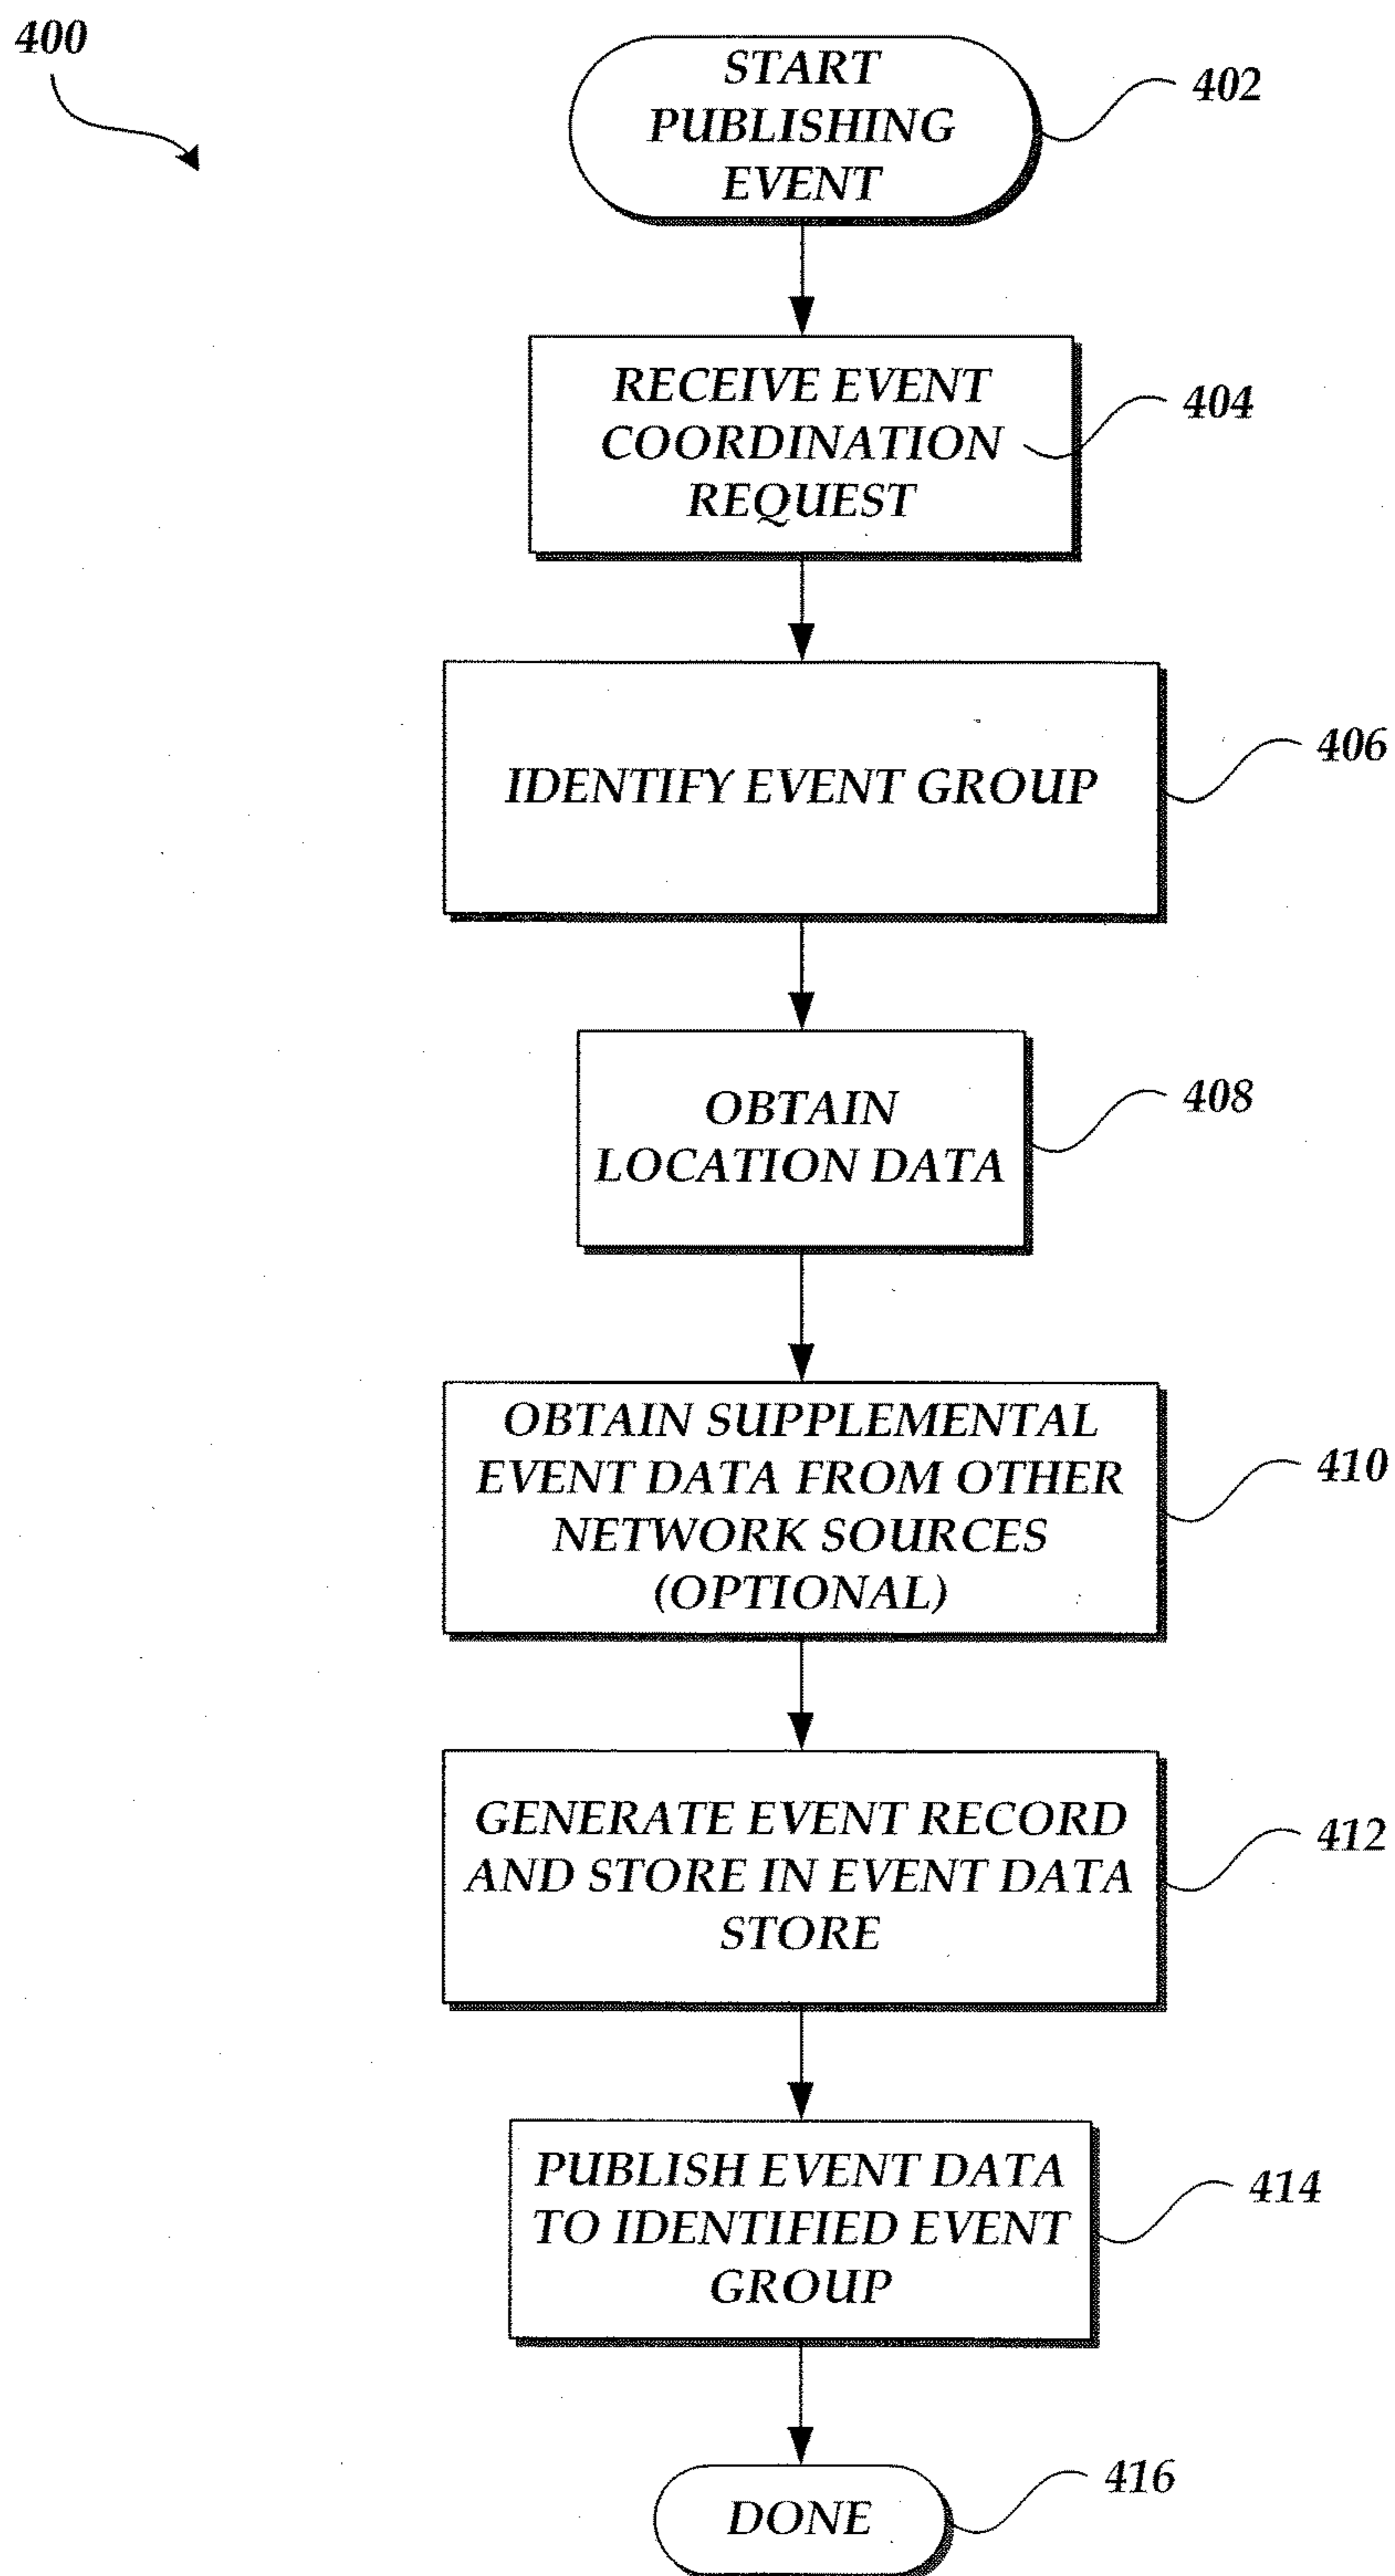 400
START
PUBLISHING
EVENT
402
RECEIVE EVENT
COORDINATION
REQUEST
404
IDENTIFY EVENT GROUP
406
OBTAIN
LOCATION DATA
408
OBTAIN SUPPLEMENTAL
EVENT DATA FROM OTHER
NETWORK SOURCES
(OPTIONAL)
410
GENERATE EVENT RECORD
AND STORE IN EVENT DATA
STORE
412
PUBLISH EVENT DATA
TO IDENTIFIED EVENT
GROUP
414
DONE
416